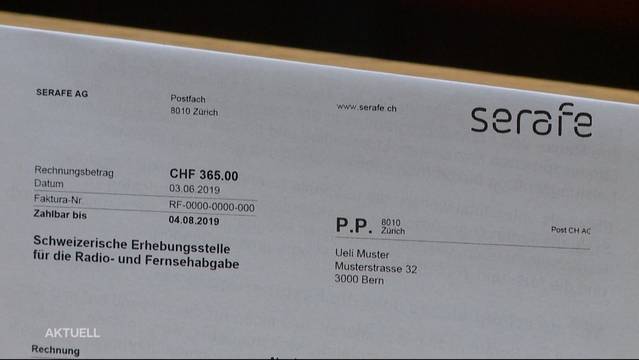 SERAFE AG
Postfach
8010 Zürich
www.serafe.ch
serafe
Rechnungsbetrag CHF 365.00
Datum 03.06.2019
Faktura-Nr RF-0000-0000-000
Zahlbar bis 04.08.2019
P.P. 8010 Zürich
Post CH AG
Schweizerische Erhebungsstelle
für die Radio- und Fernsehabgabe
Ueli Muster
Musterstrasse 32
3000 Bern
AKTUELL
Rechnung